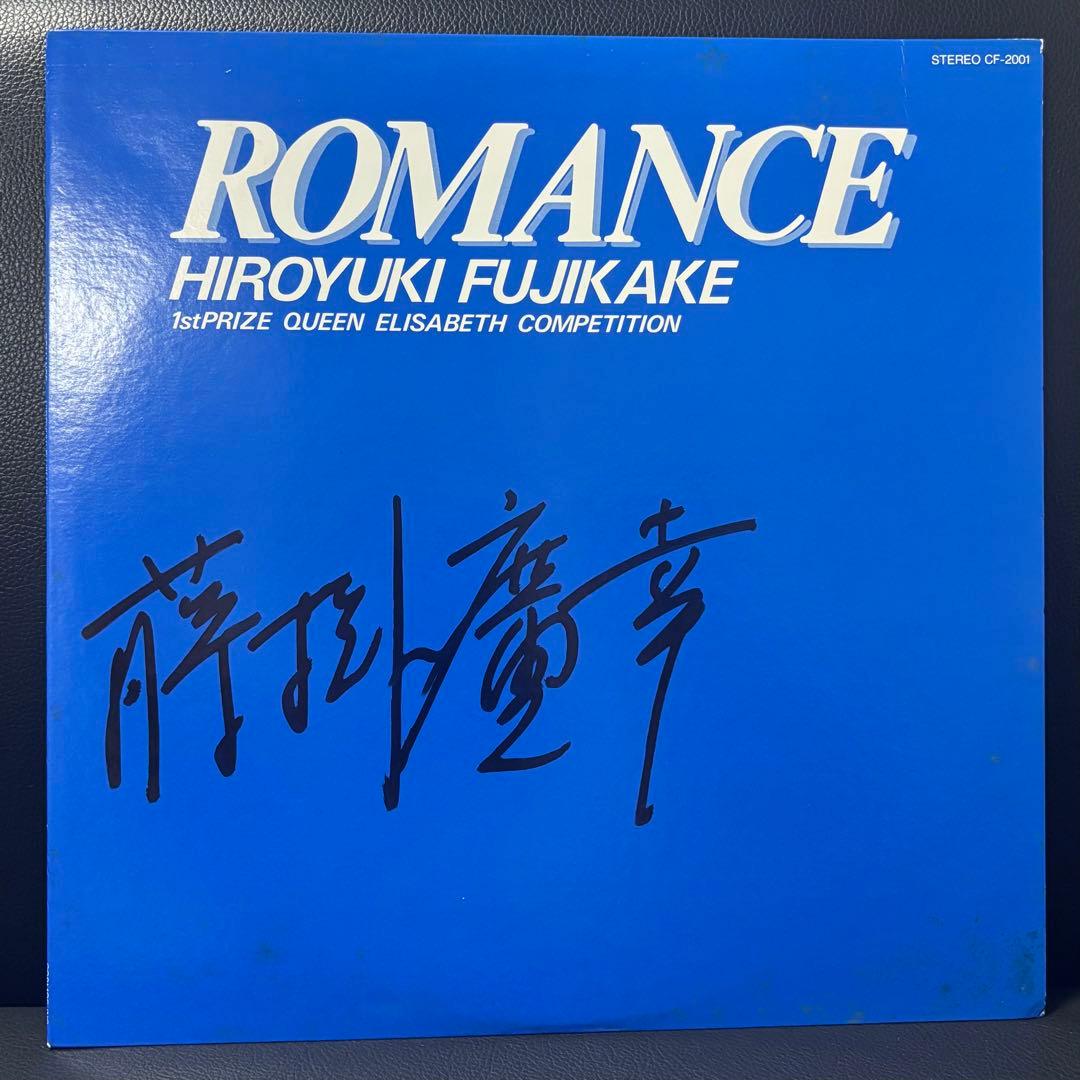 STEREO CF-2001
ROMANCE
HIROYUKI FUJIKAKE
1stPRIZE QUEEN ELISABETH COMPETITION
藤掛廣幸